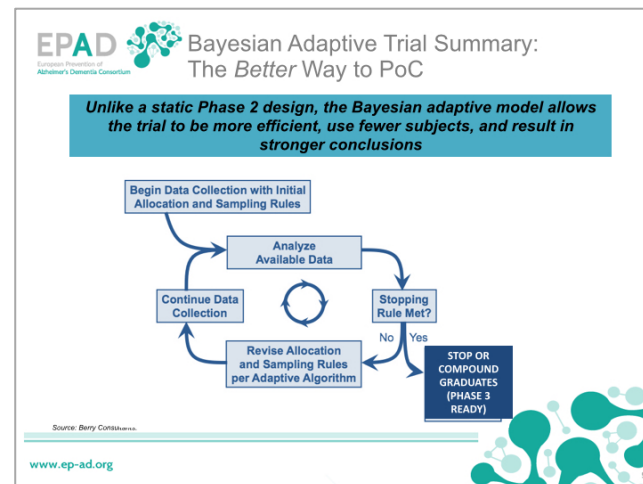 EPAD
European Prevention of
Alzheimer's Dementia Consortium
Bayesian Adaptive Trial Summary:
The Better Way to PoC
Unlike a static Phase 2 design, the Bayesian adaptive model allows
the trial to be more efficient, use fewer subjects, and result in
stronger conclusions
Begin Data Collection with Initial
Allocation and Sampling Rules
Analyze
Available Data
Continue Data
Collection
Stopping
Rule Met?
No Yes
Revise Allocation
and Sampling Rules
per Adaptive Algorithm
STOP OR
COMPOUND
GRADUATES
(PHASE 3
READY)
Source: Berry
www.ep-ad.org